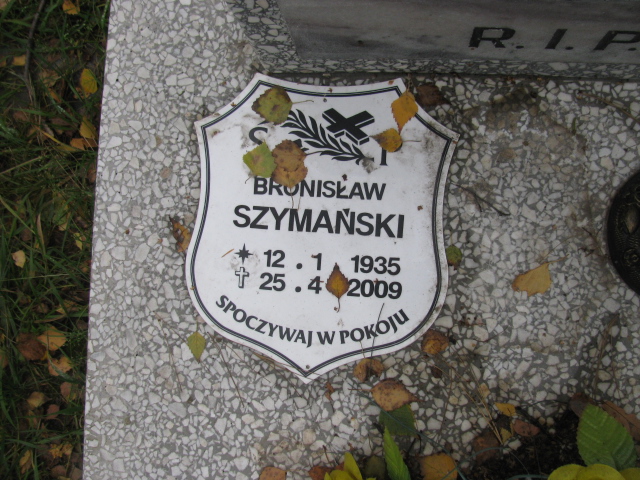 R.I.P.
BRONISŁAW
SZYMAŃSKI
12 . 1 1935
25 . 4 2009
SPOCZYWAJ W POKOJU